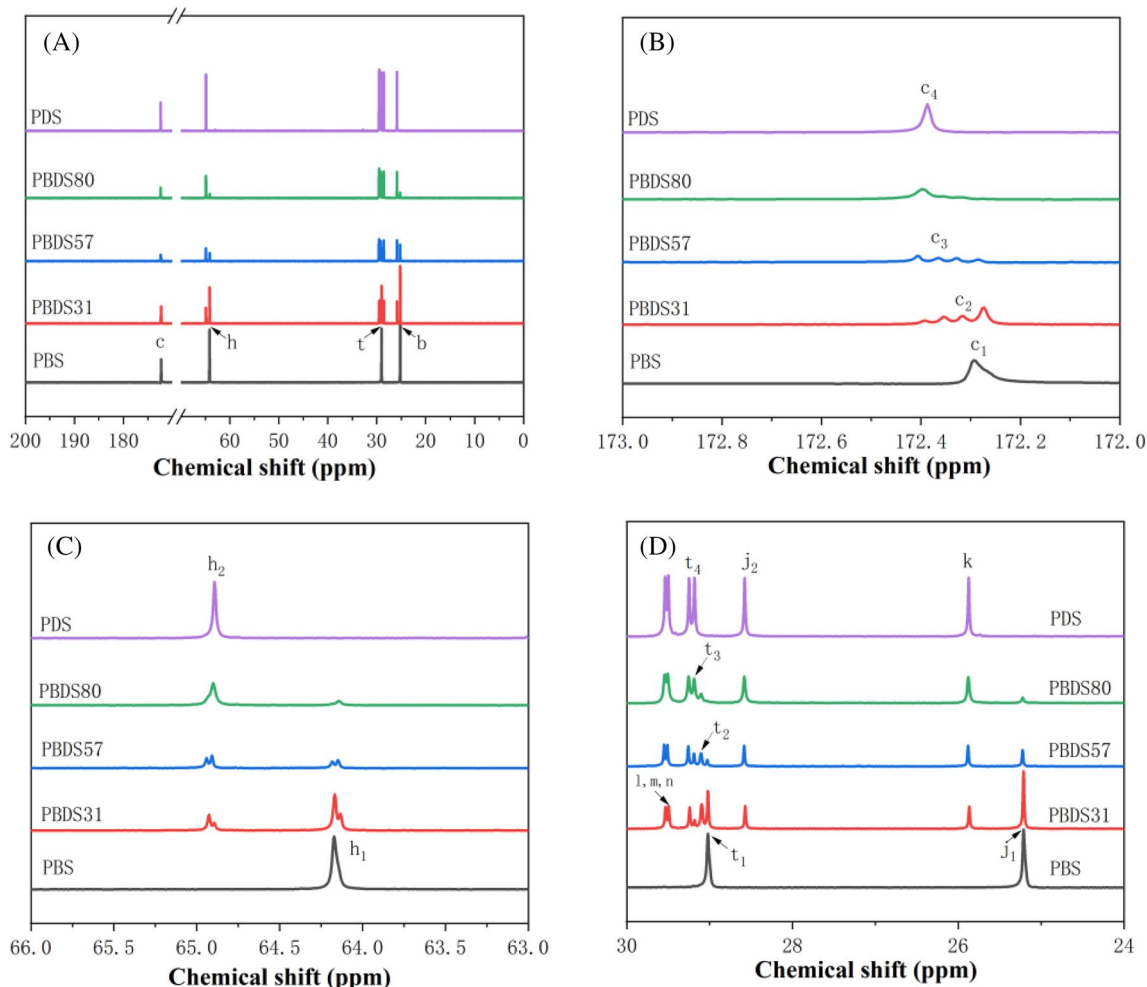 (A)
PDS
PBDS80
PBDS57
PBDS31
PBS
c
h
t
b
200 190 180 60 50 40 30 20 10 0
Chemical shift (ppm)
(B)
c4
PDS
PBDS80
PBDS57
c3
PBDS31
c2
PBS
c1
173.0 172.8 172.6 172.4 172.2 172.0
Chemical shift (ppm)
(C)
h2
PDS
PBDS80
PBDS57
PBDS31
PBS
h1
66.0 65.5 65.0 64.5 64.0 63.5 63.0
Chemical shift (ppm)
(D)
t4
j2
k
PDS
t3
PBDS80
t2
PBDS57
l,m,n
PBDS31
t1
j1
PBS
30 28 26 24
Chemical shift (ppm)